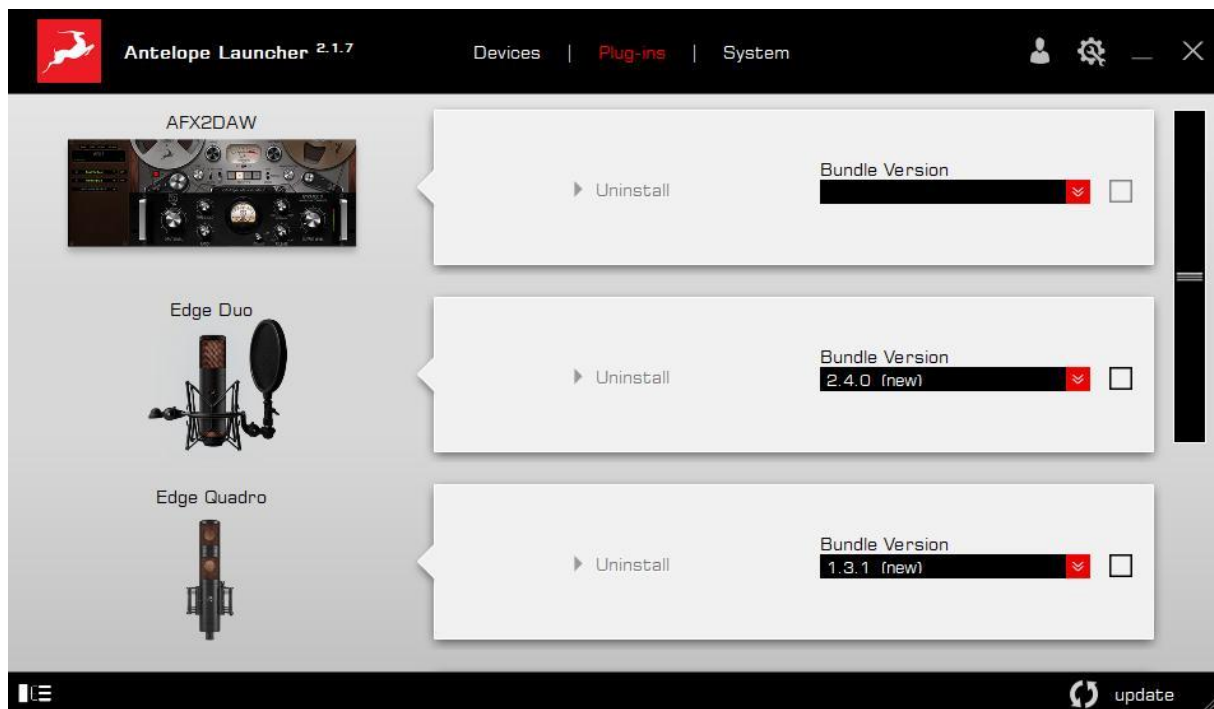 Antelope Launcher 2.1.7
Devices | Plug-ins | System
AFX2DAW
Uninstall
Bundle Version
Edge Duo
Uninstall
Bundle Version
2.4.0 (new)
Edge Quadro
Uninstall
Bundle Version
1.3.1 (new)
update